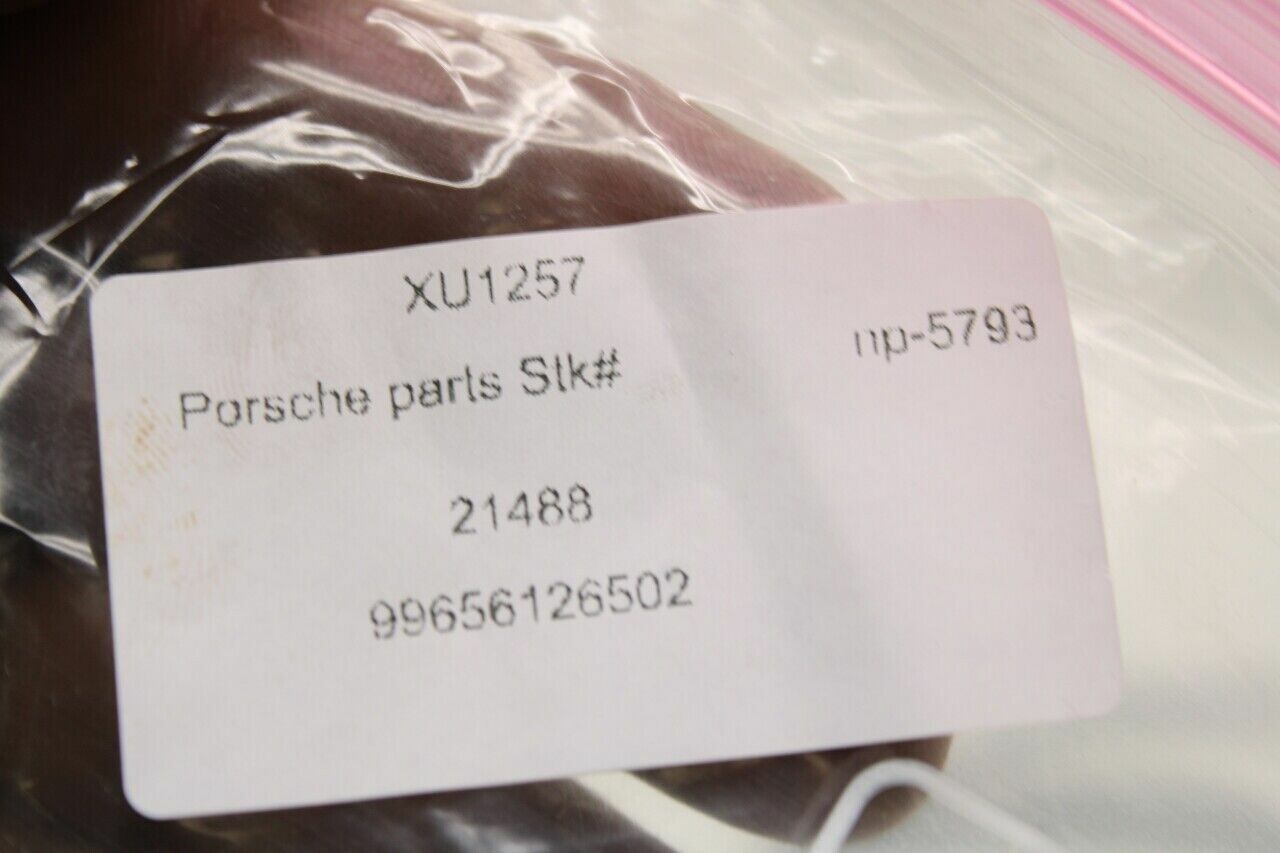 XU1257
np-5793
Porsche parts Stk#
21488
99656126502